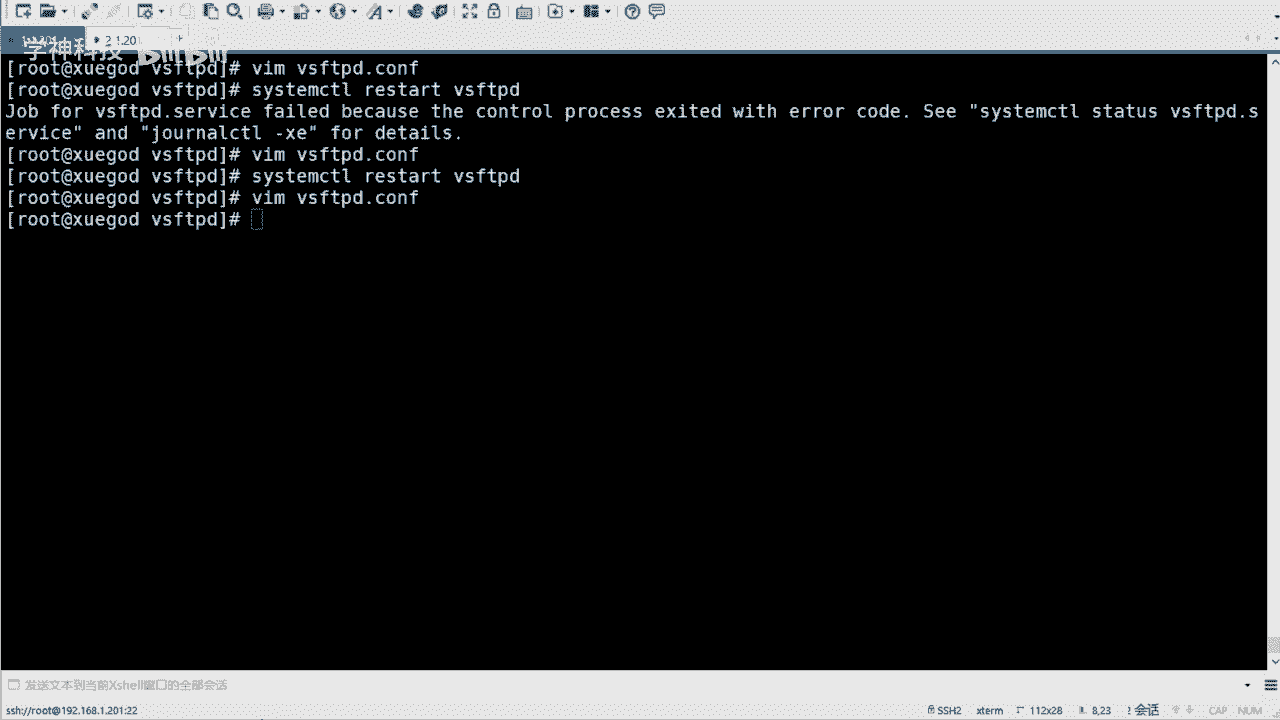 学神科技 bilibili
2 1.201
[root@xuegod vsftpd]# vim vsftpd.conf
[root@xuegod vsftpd]# systemctl restart vsftpd
Job for vsftpd.service failed because the control process exited with error code. See "systemctl status vsftpd.s
ervice" and "journalctl -xe" for details.
[root@xuegod vsftpd]# vim vsftpd.conf
[root@xuegod vsftpd]# systemctl restart vsftpd
[root@xuegod vsftpd]# vim vsftpd.conf
[root@xuegod vsftpd]#
发送文本到当前Xshell窗口的全部会话
ssh://root@192.168.1.201:22 SSH2 xterm 112x28 8,23 1 会话 CAP NUM